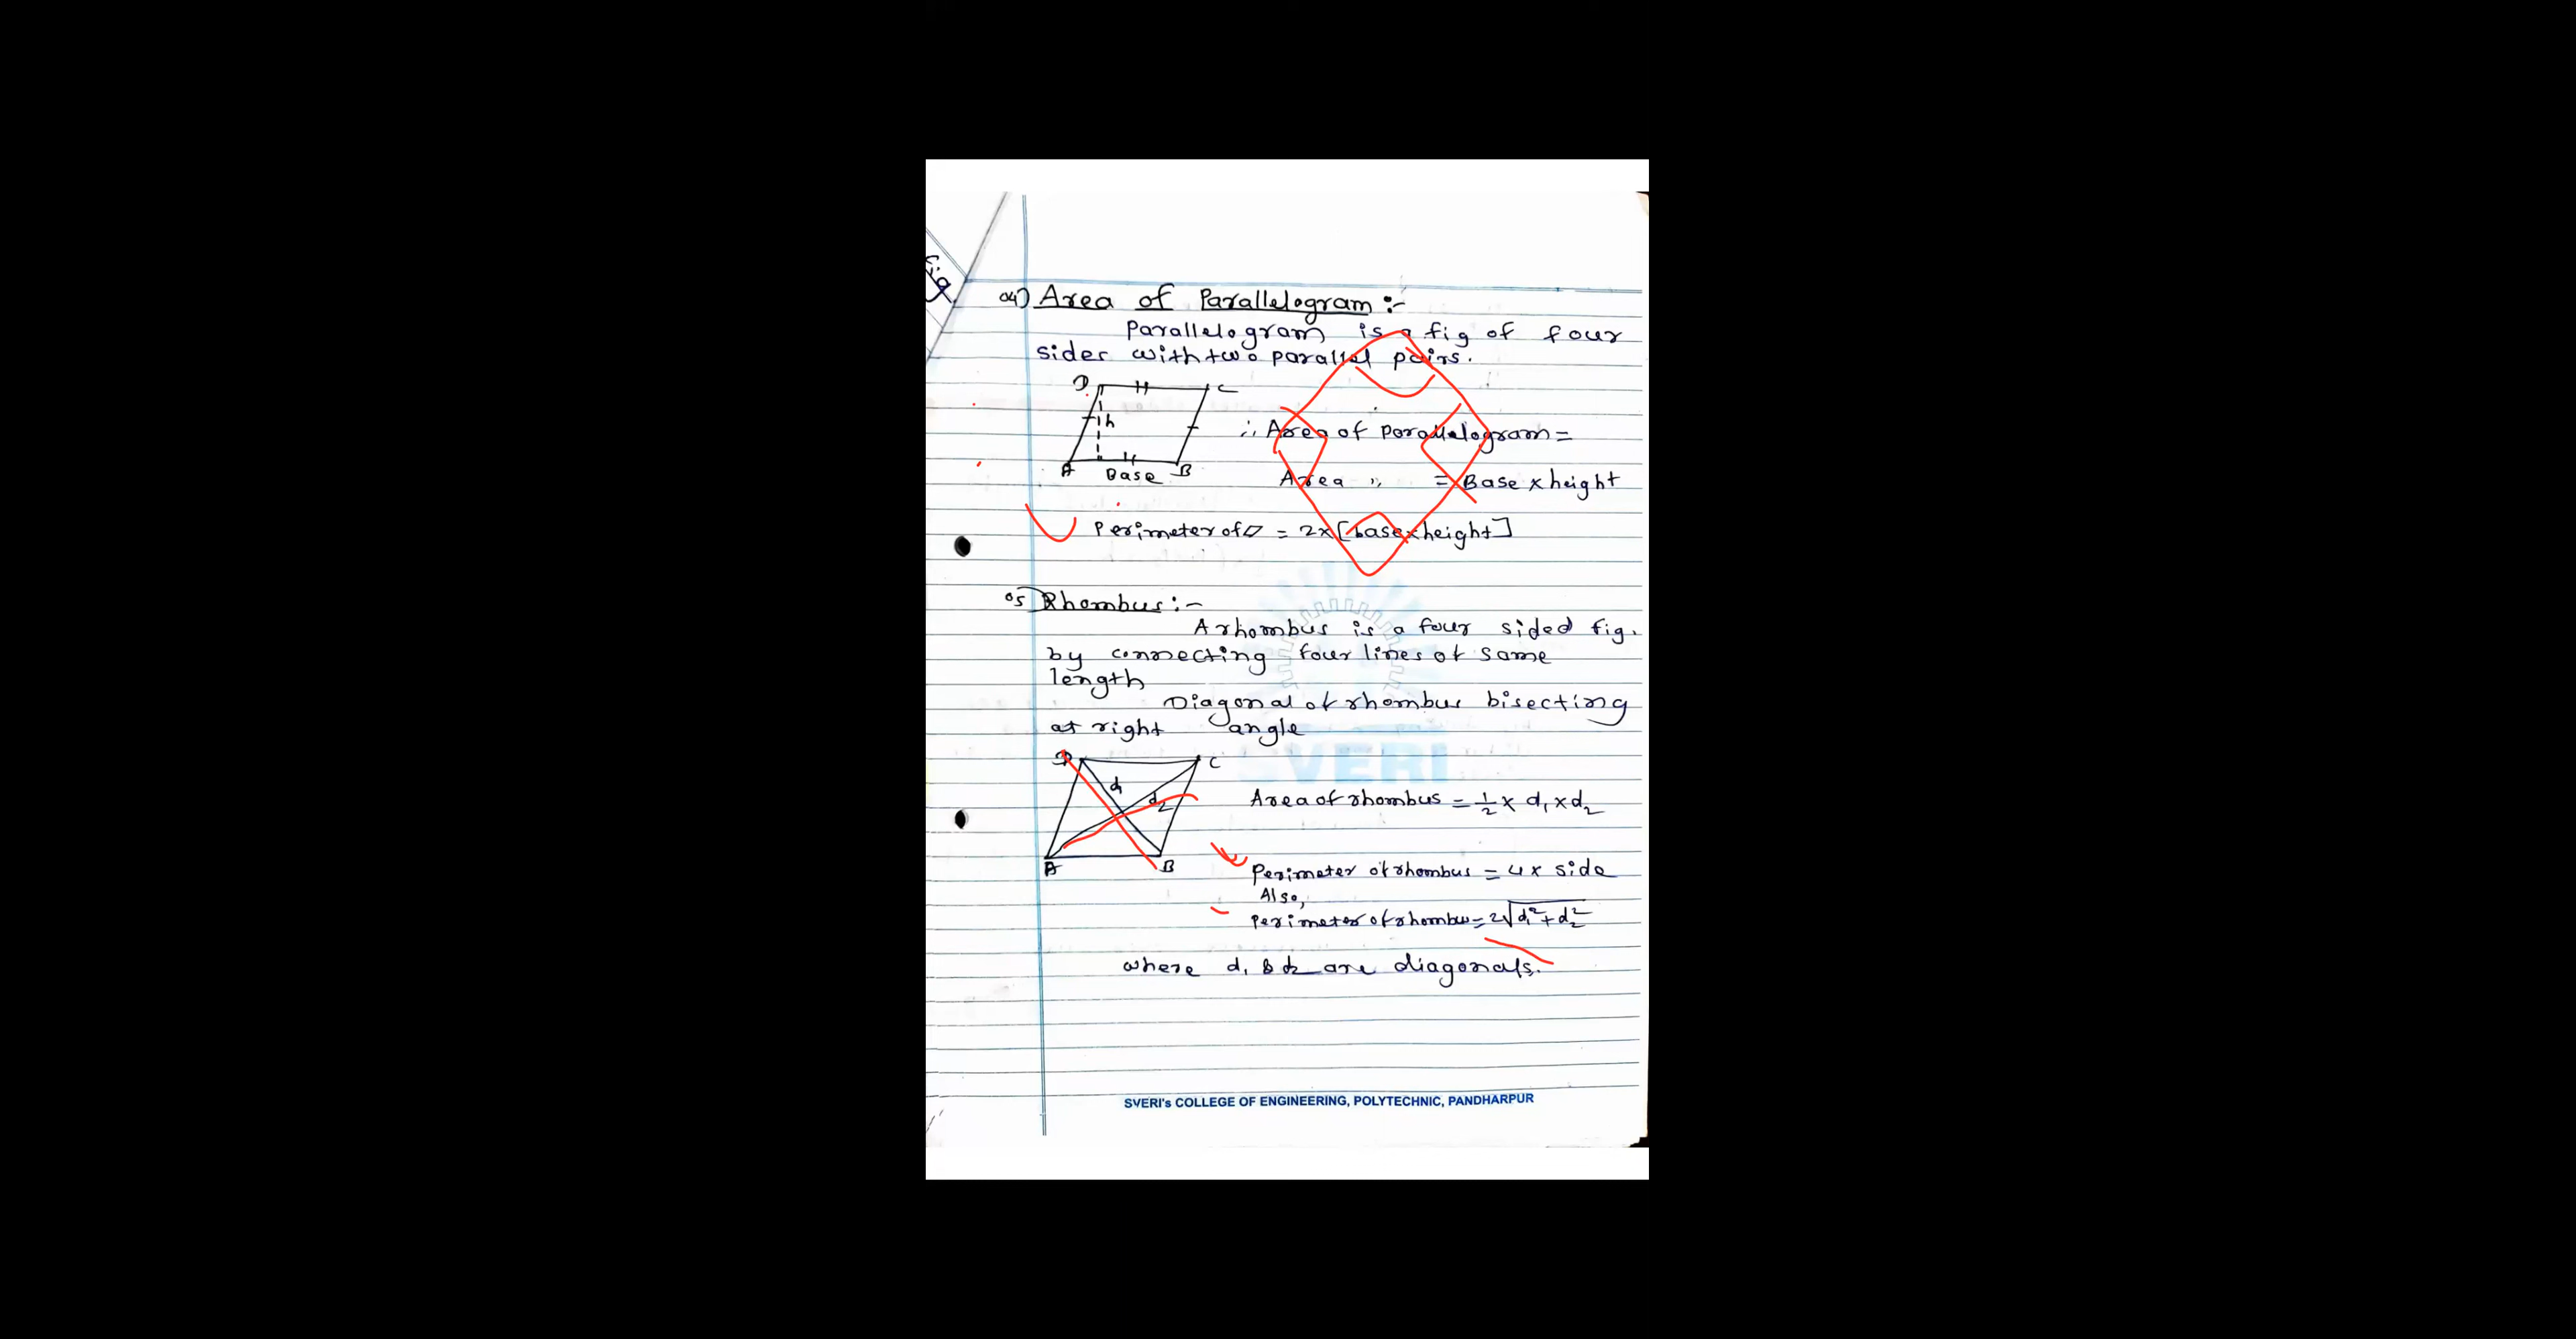 04) Area of Parallelogram :-
Parallelogram is a fig of four
sides with two parallel pairs.
D C
h
A Base B
∴ Area of parallelogram =
Area ,, = Base x height
Perimeter of ▱ = 2x [base x height]
05 Rhombus :-
A rhombus is a four sided fig.
by connecting four lines of same
length
Diagonal of rhombus bisecting
at right angle
SVERI
D C
d1
d2
A B
Area of rhombus = 1/2 x d1 x d2
Perimeter of rhombus = 4x side
Also,
Perimeter of rhombus = 2√d1²+d2²
where d1 & d2 are diagonals.
SVERI's COLLEGE OF ENGINEERING, POLYTECHNIC, PANDHARPUR